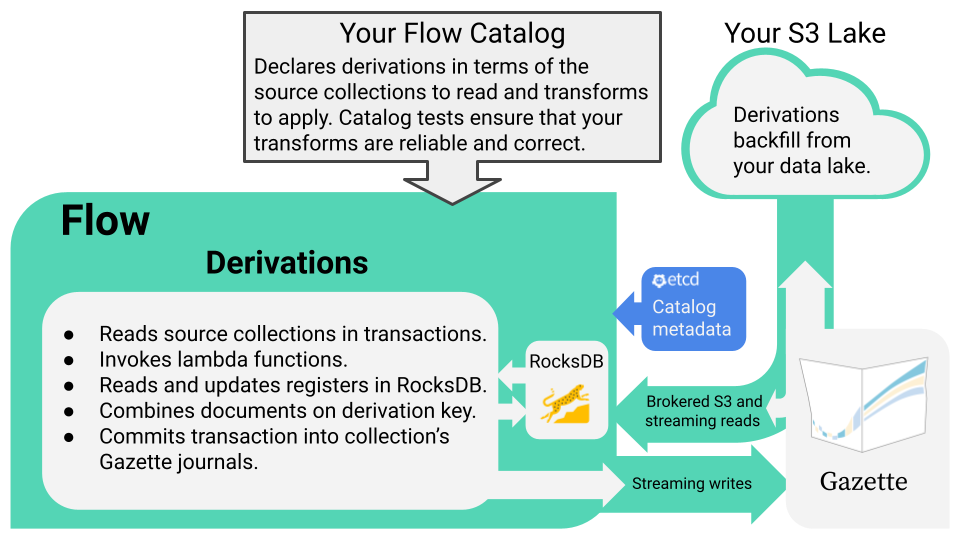 Your Flow Catalog
Declares derivations in terms of the
source collections to read and transforms
to apply. Catalog tests ensure that your
transforms are reliable and correct.
Your S3 Lake
Derivations
backfill from
your data lake.
Flow
Derivations
● Reads source collections in transactions.
● Invokes lambda functions.
● Reads and updates registers in RocksDB.
● Combines documents on derivation key.
● Commits transaction into collection’s
Gazette journals.
RocksDB
etcd
Catalog
metadata
Brokered S3 and
streaming reads
Streaming writes
Gazette